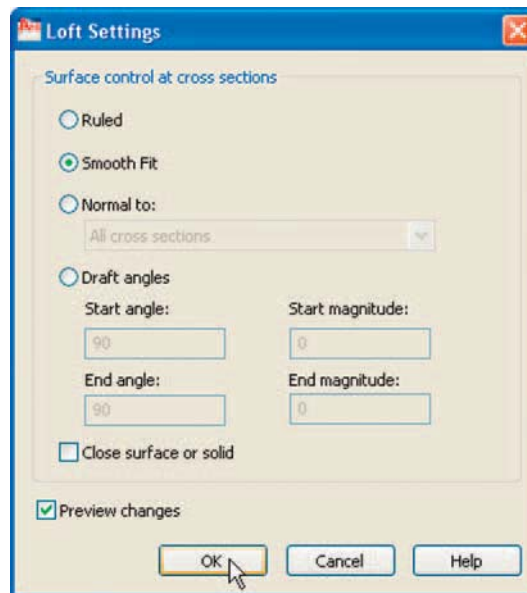 Loft Settings
Surface control at cross sections
Ruled
Smooth Fit
Normal to:
All cross sections
Draft angles
Start angle: Start magnitude:
90 0
End angle: End magnitude:
90 0
Close surface or solid
Preview changes
OK Cancel Help